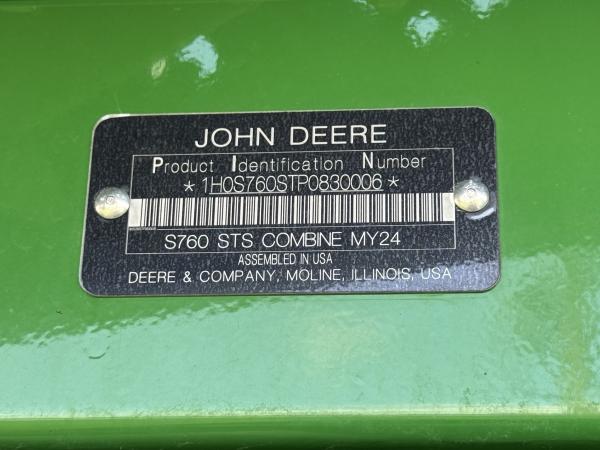 JOHN DEERE
Product Identification Number
*1H0S760STP0830006*
S760 STS COMBINE MY24
ASSEMBLED IN USA
DEERE & COMPANY, MOLINE, ILLINOIS, USA